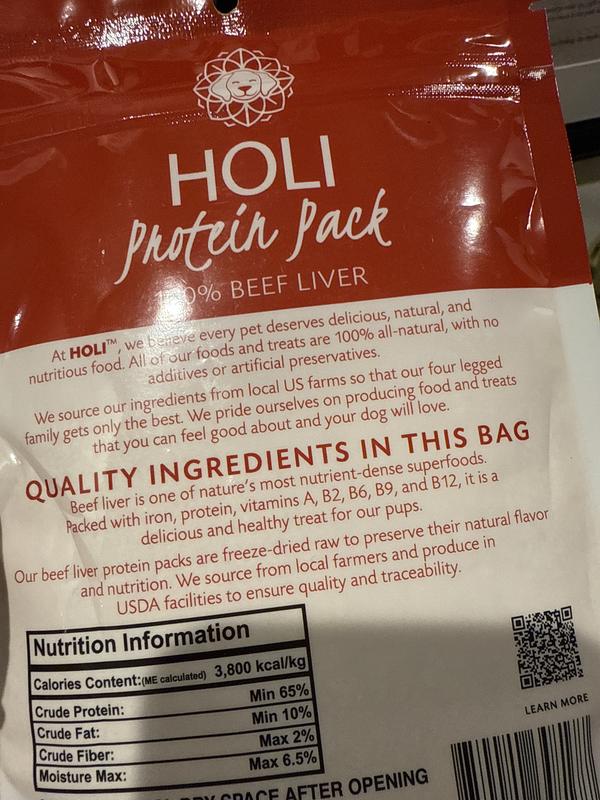 HOLI
Protein Pack
100% BEEF LIVER
At HOLI™, we believe every pet deserves delicious, natural, and
nutritious food. All of our foods and treats are 100% all-natural, with no
additives or artificial preservatives.
We source our ingredients from local US farms so that our four legged
family gets only the best. We pride ourselves on producing food and treats
that you can feel good about and your dog will love.
QUALITY INGREDIENTS IN THIS BAG
Beef liver is one of nature's most nutrient-dense superfoods.
Packed with iron, protein, vitamins A, B2, B6, B9, and B12, it is a
delicious and healthy treat for our pups.
Our beef liver protein packs are freeze-dried raw to preserve their natural flavor
and nutrition. We source from local farmers and produce in
USDA facilities to ensure quality and traceability.
Nutrition Information
Calories Content:(ME calculated) 3,800 kcal/kg
Crude Protein: Min 65%
Crude Fat: Min 10%
Crude Fiber: Max 2%
Moisture Max: Max 6.5%
LEARN MORE
AFTER OPENING